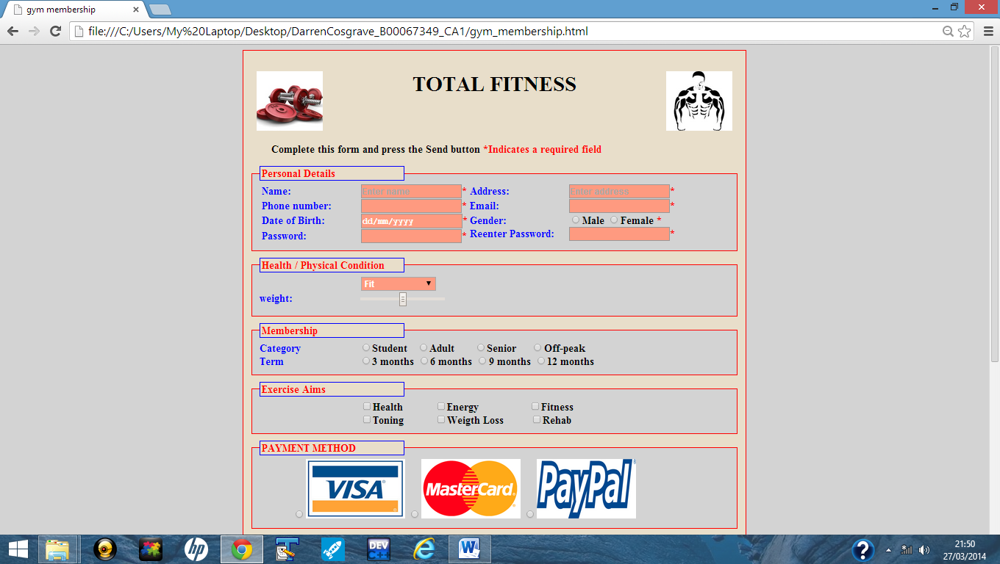 gym membership
file:///C:/Users/My%20Laptop/Desktop/DarrenCosgrave_B00067349_CA1/gym_membership.html
TOTAL FITNESS
Complete this form and press the Send button *Indicates a required field
Personal Details
Name: Enter name * Address: Enter address *
Phone number: * Email: *
Date of Birth: dd/mm/yyyy * Gender: Male Female *
Password: * Reenter Password: *
Health / Physical Condition
Fit
weight:
Membership
Category Student Adult Senior Off-peak
Term 3 months 6 months 9 months 12 months
Exercise Aims
Health Energy Fitness
Toning Weigth Loss Rehab
PAYMENT METHOD
VISA MasterCard PayPal
hp DEV C++ W ?
21:50
27/03/2014